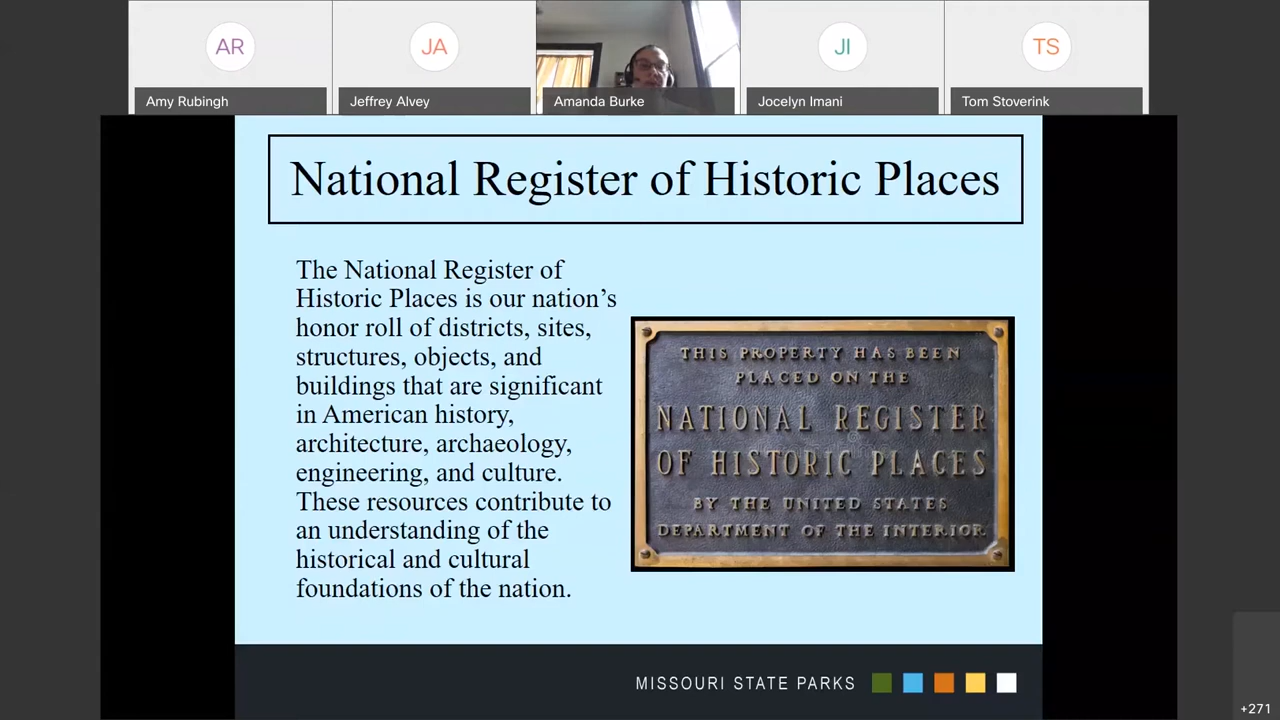 AR
JA
JI
TS
Amy Rubingh
Jeffrey Alvey
Amanda Burke
Jocelyn Imani
Tom Stoverink
National Register of Historic Places
The National Register of
Historic Places is our nation’s
honor roll of districts, sites,
structures, objects, and
buildings that are significant
in American history,
architecture, archaeology,
engineering, and culture.
These resources contribute to
an understanding of the
historical and cultural
foundations of the nation.
THIS PROPERTY HAS BEEN
PLACED ON THE
NATIONAL REGISTER
OF HISTORIC PLACES
BY THE UNITED STATES
DEPARTMENT OF THE INTERIOR
MISSOURI STATE PARKS
+271